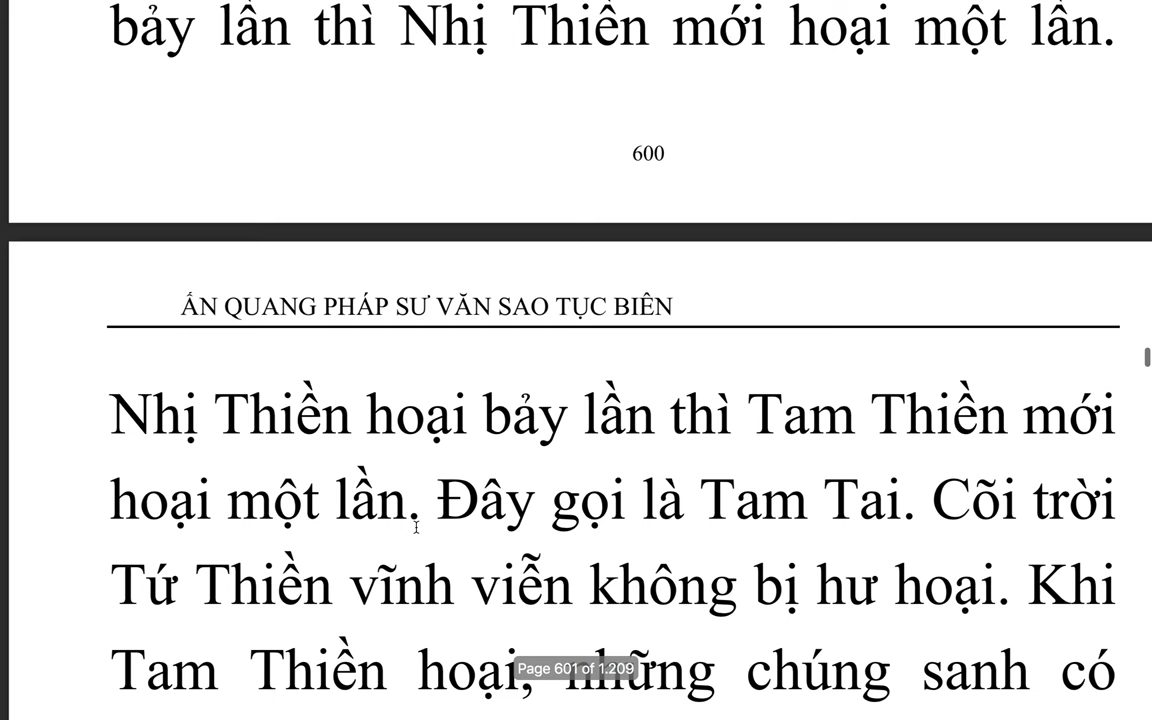 bảy lần thì Nhị Thiền mới hoại một lần.
600
ẤN QUANG PHÁP SƯ VĂN SAO TỤC BIÊN
Nhị Thiền hoại bảy lần thì Tam Thiền mới
hoại một lần. Đây gọi là Tam Tai. Cõi trời
Tứ Thiền vĩnh viễn không bị hư hoại. Khi
Tam Thiền hoại, những chúng sanh có
Page 601 of 1.209